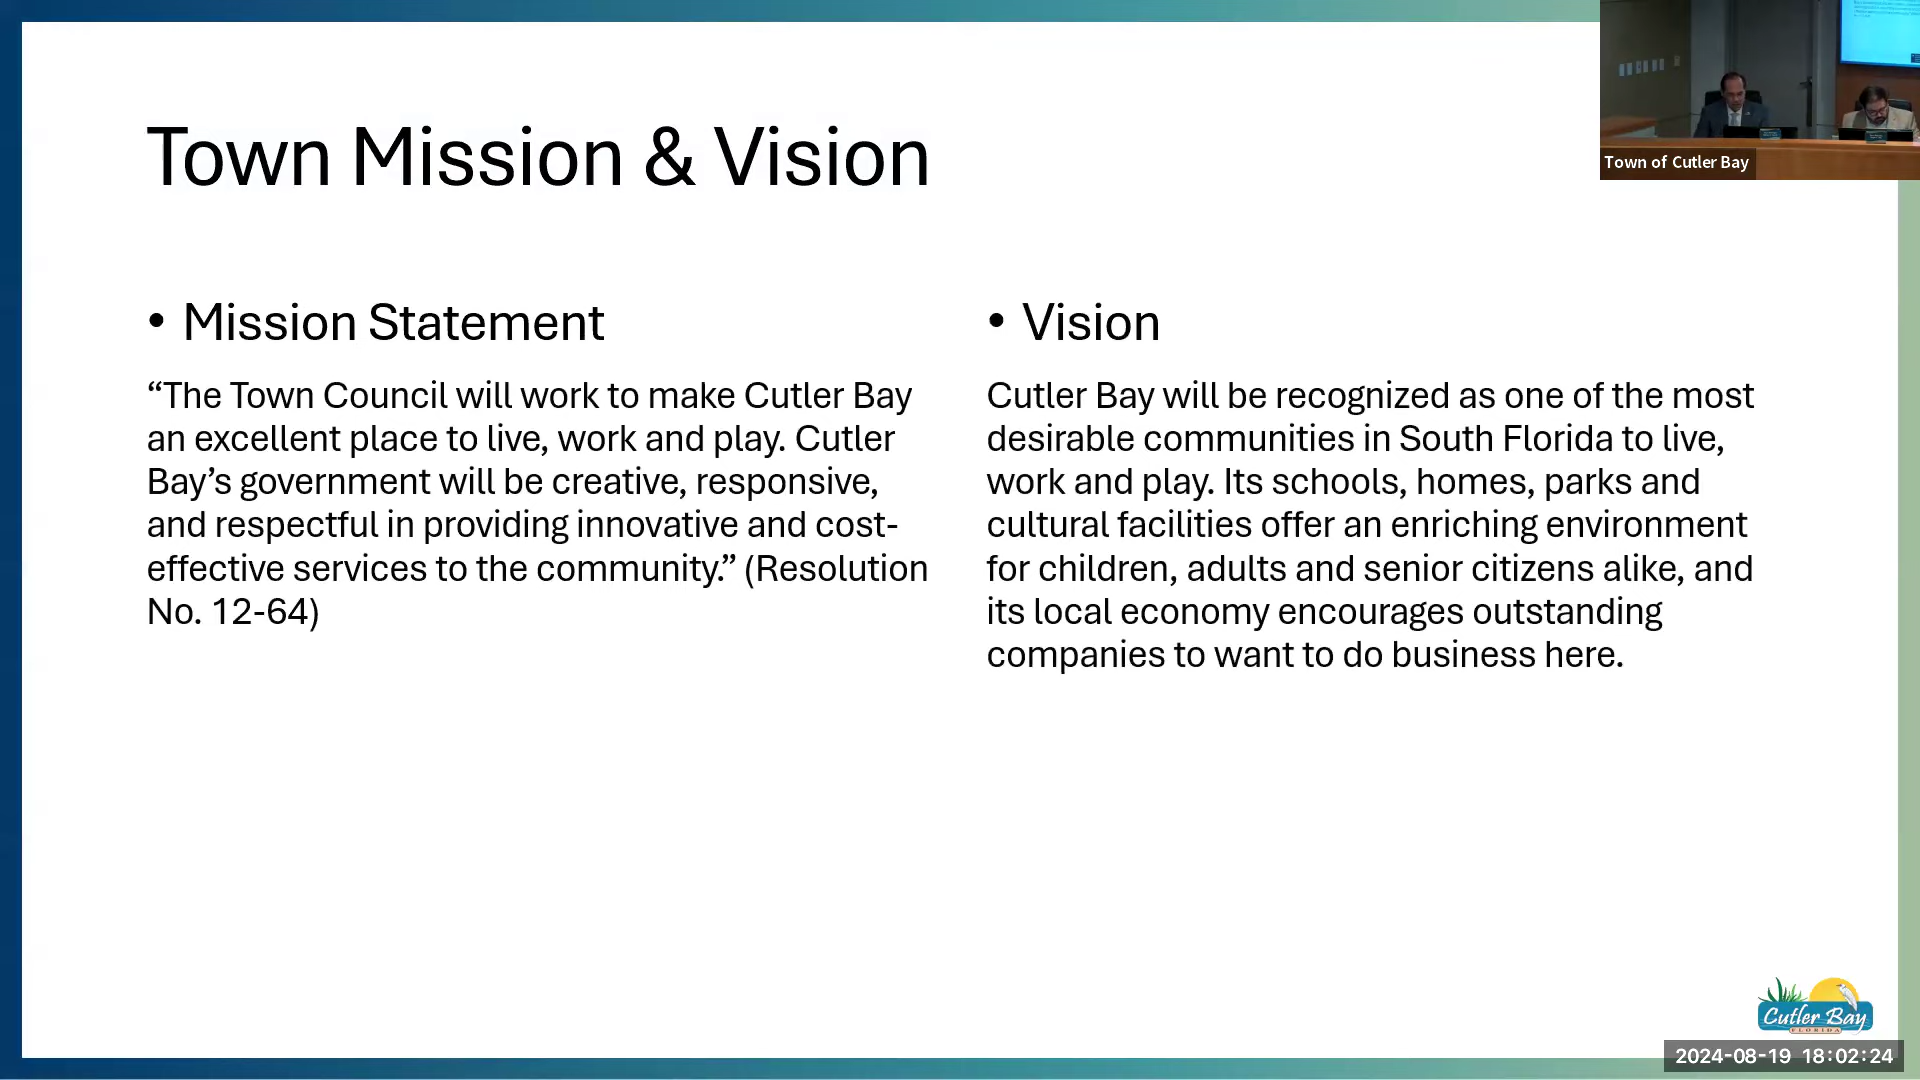 Town Mission & Vision
• Mission Statement
“The Town Council will work to make Cutler Bay
an excellent place to live, work and play. Cutler
Bay’s government will be creative, responsive,
and respectful in providing innovative and cost-
effective services to the community.” (Resolution
No. 12-64)
• Vision
Cutler Bay will be recognized as one of the most
desirable communities in South Florida to live,
work and play. Its schools, homes, parks and
cultural facilities offer an enriching environment
for children, adults and senior citizens alike, and
its local economy encourages outstanding
companies to want to do business here.
Town of Cutler Bay
Cutler Bay
FLORIDA
2024-08-19 18:02:24